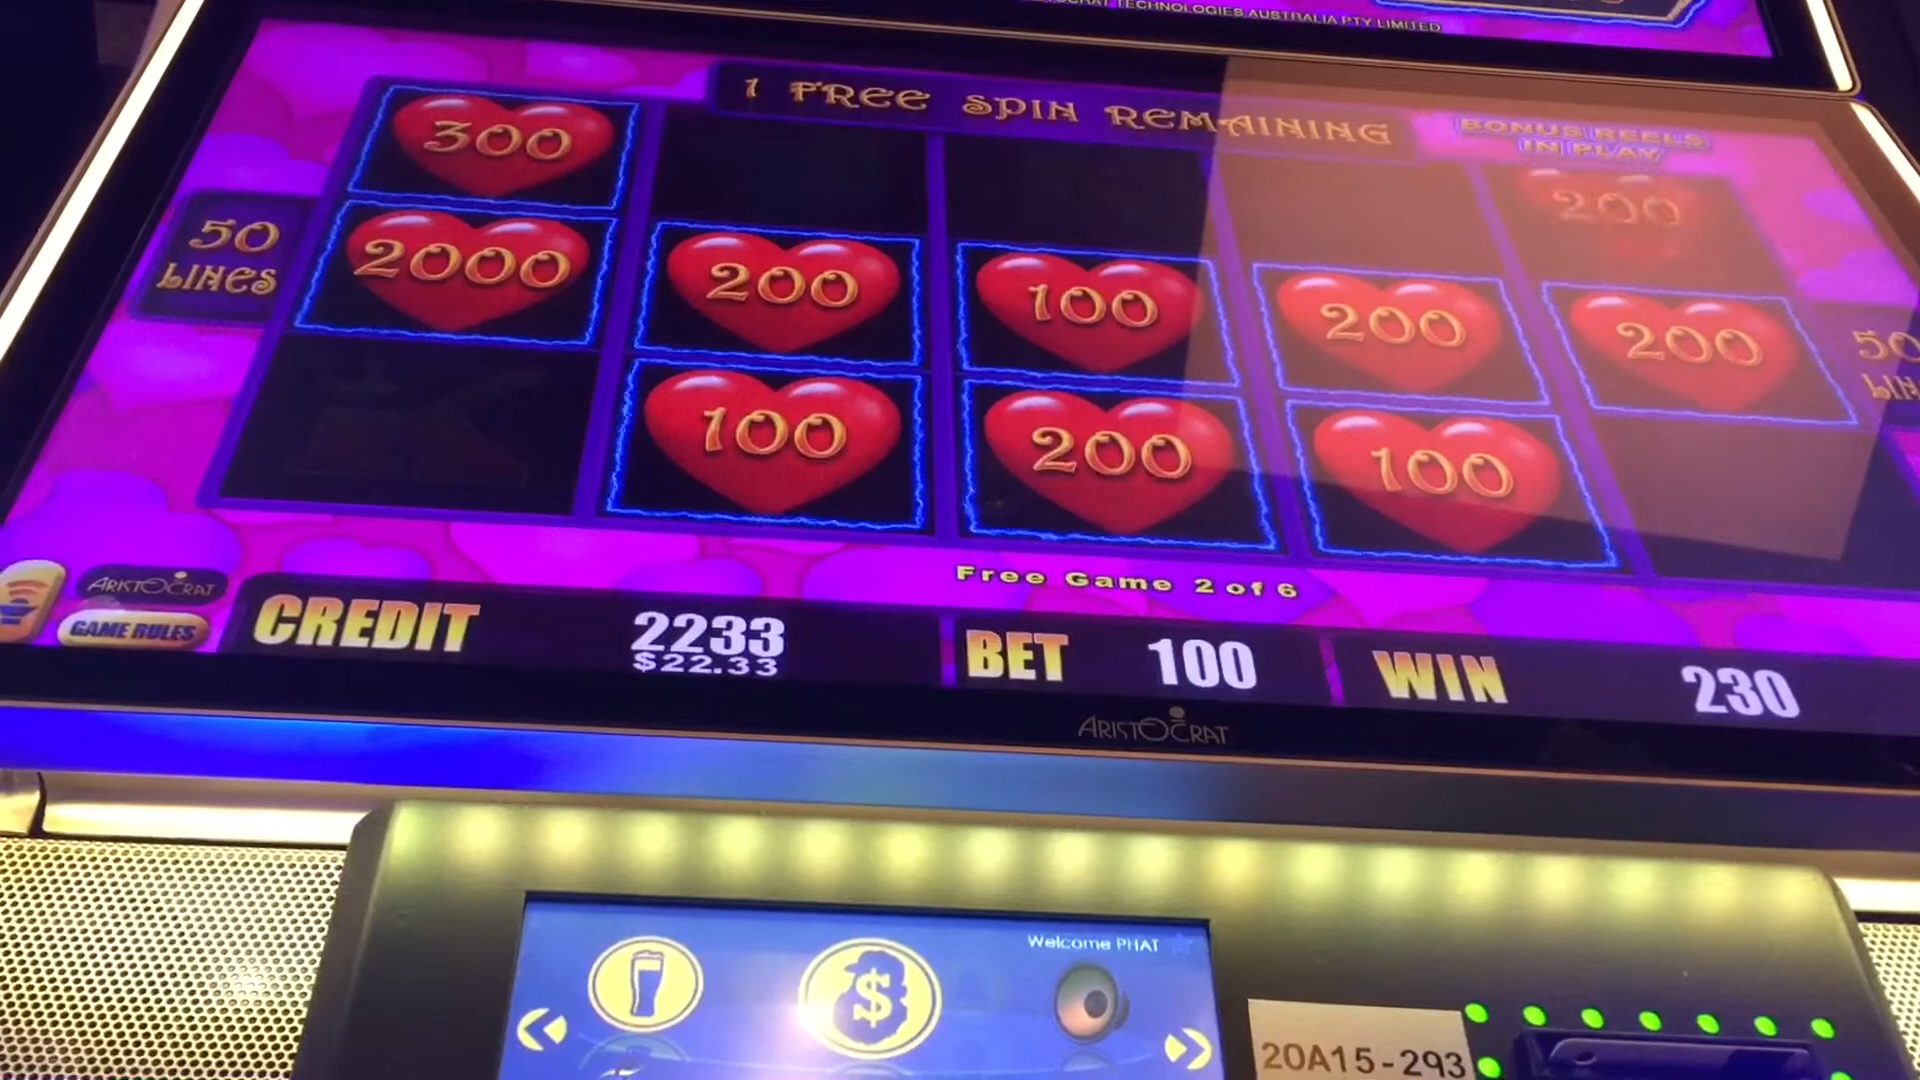 TECHNOLOGIES AUSTRALIA PTY LIMITED
1 FREE SPIN REMAINING
BONUS REELS
IN PLAY
300
200
50
LINES
2000
200
100
200
200
50
100
200
100
Free Game 2 of 6
ARISTOCRAT
GAME RULES
CREDIT 2233
$22.33
BET 100
WIN 230
ARISTOCRAT
Welcome PHAT
$
20A15-293